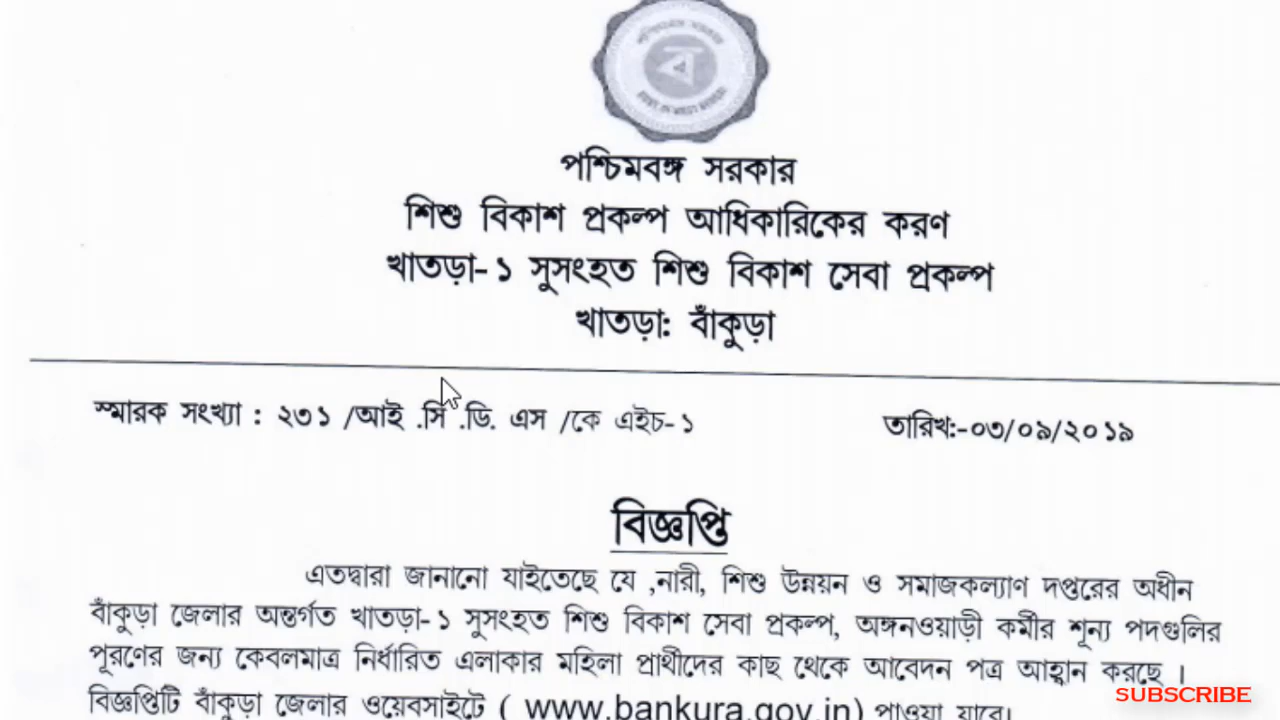 পশ্চিমবঙ্গ সরকার
শিশু বিকাশ প্রকল্প আধিকারিকের করণ
খাতড়া-১ সুসংহত শিশু বিকাশ সেবা প্রকল্প
খাতড়া: বাঁকুড়া
স্মারক সংখ্যা : ২৩১ /আই .সি .ডি. এস /কে এইচ-১ তারিখ:-০৩/০৯/২০১৯
বিজ্ঞপ্তি
এতদ্বারা জানানো যাইতেছে যে ,নারী, শিশু উন্নয়ন ও সমাজকল্যাণ দপ্তরের অধীন
বাঁকুড়া জেলার অন্তর্গত খাতড়া-১ সুসংহত শিশু বিকাশ সেবা প্রকল্প, অঙ্গনওয়াড়ী কর্মীর শূন্য পদগুলির
পূরণের জন্য কেবলমাত্র নির্ধারিত এলাকার মহিলা প্রার্থীদের কাছ থেকে আবেদন পত্র আহ্বান করছে ।
বিজ্ঞপ্তিটি বাঁকুড়া জেলার ওয়েবসাইটে ( www.bankura.gov.in) পাওয়া যাবে।
SUBSCRIBE